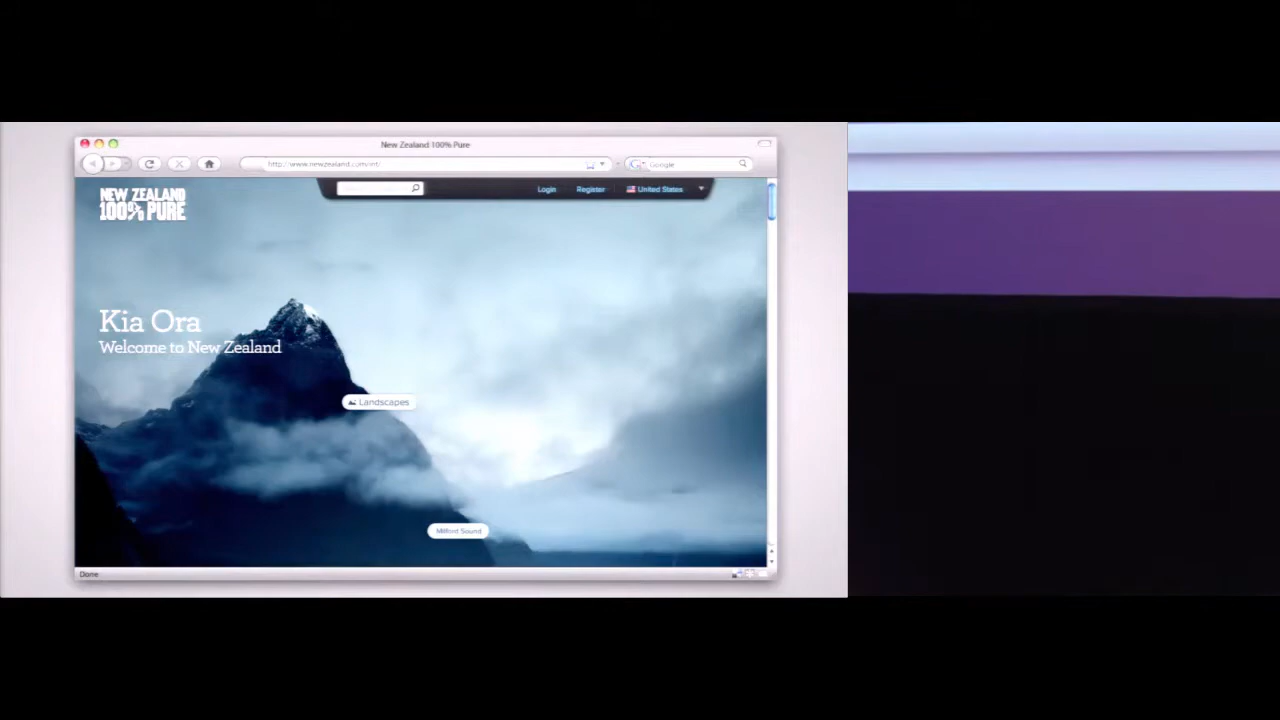 New Zealand 100% Pure
http://www.newzealand.com/int/
Google
NEW ZEALAND
100% PURE
Login
Register
United States
Kia Ora
Welcome to New Zealand
Landscapes
Milford Sound
Done